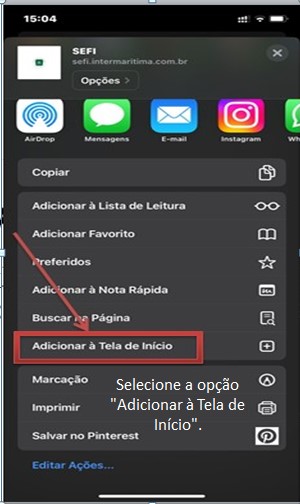 15:04
SEFI
sefi.intermaritima.com.br
Opções
AirDrop
Mensagens
E-mail
Instagram
Copiar
Adicionar à Lista de Leitura
Adicionar Favorito
Preferidos
Adicionar à Nota Rápida
Buscar na Página
Adicionar à Tela de Início
Marcação
Selecione a opção
"Adicionar à Tela de
Início".
Imprimir
Salvar no Pinterest
Editar Ações...